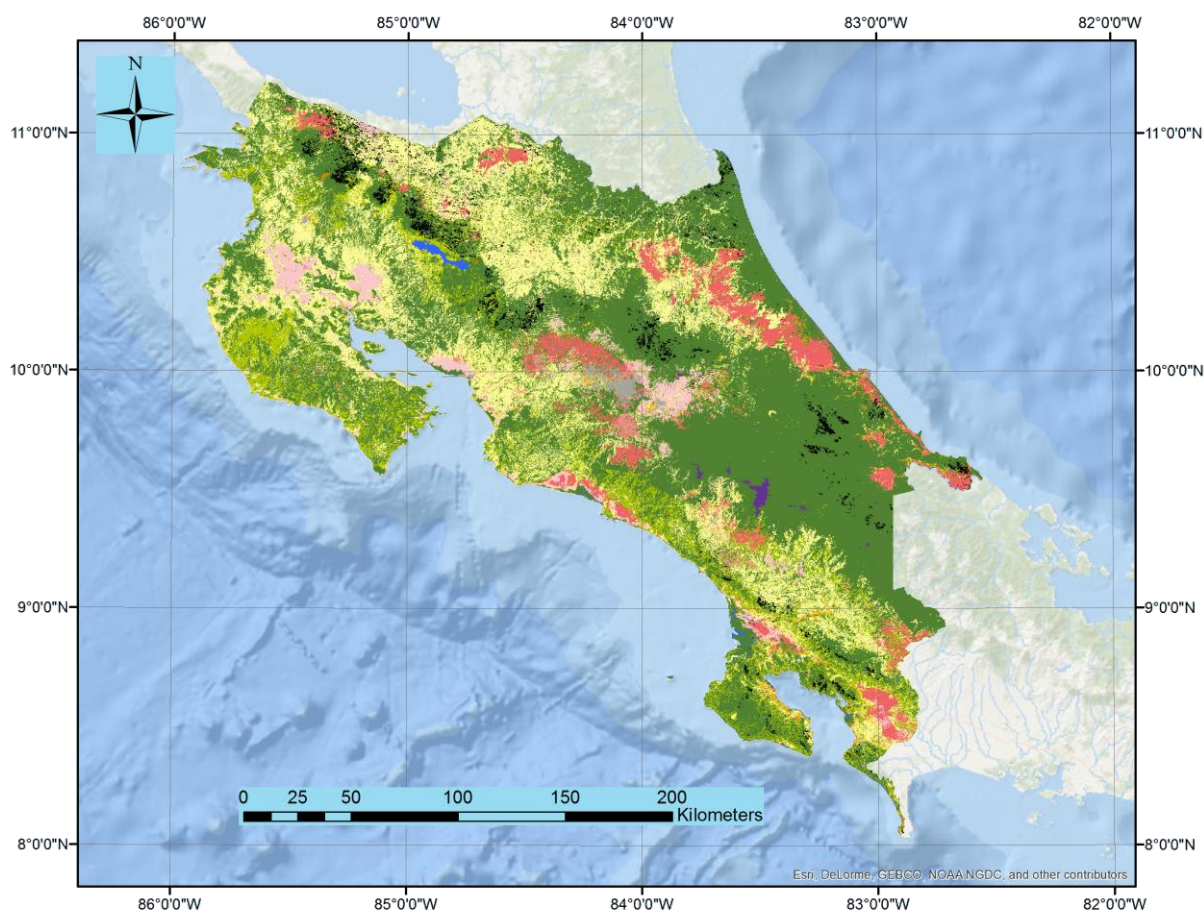 86°0'0"W 85°0'0"W 84°0'0"W 83°0'0"W 82°0'0"W
N
11°0'0"N 11°0'0"N
10°0'0"N 10°0'0"N
9°0'0"N 9°0'0"N
0 25 50 100 150 200
Kilometers
8°0'0"N 8°0'0"N
Esri, DeLorme, GEBCO, NOAA NGDC, and other contributors
86°0'0"W 85°0'0"W 84°0'0"W 83°0'0"W 82°0'0"W